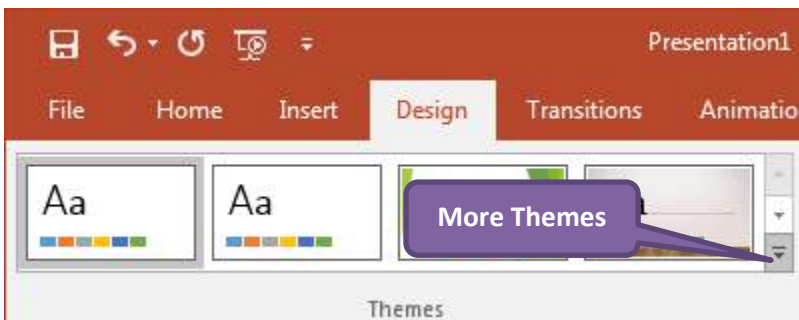 Presentation1
File Home Insert Design Transitions Animatio
Aa Aa
More Themes
Themes